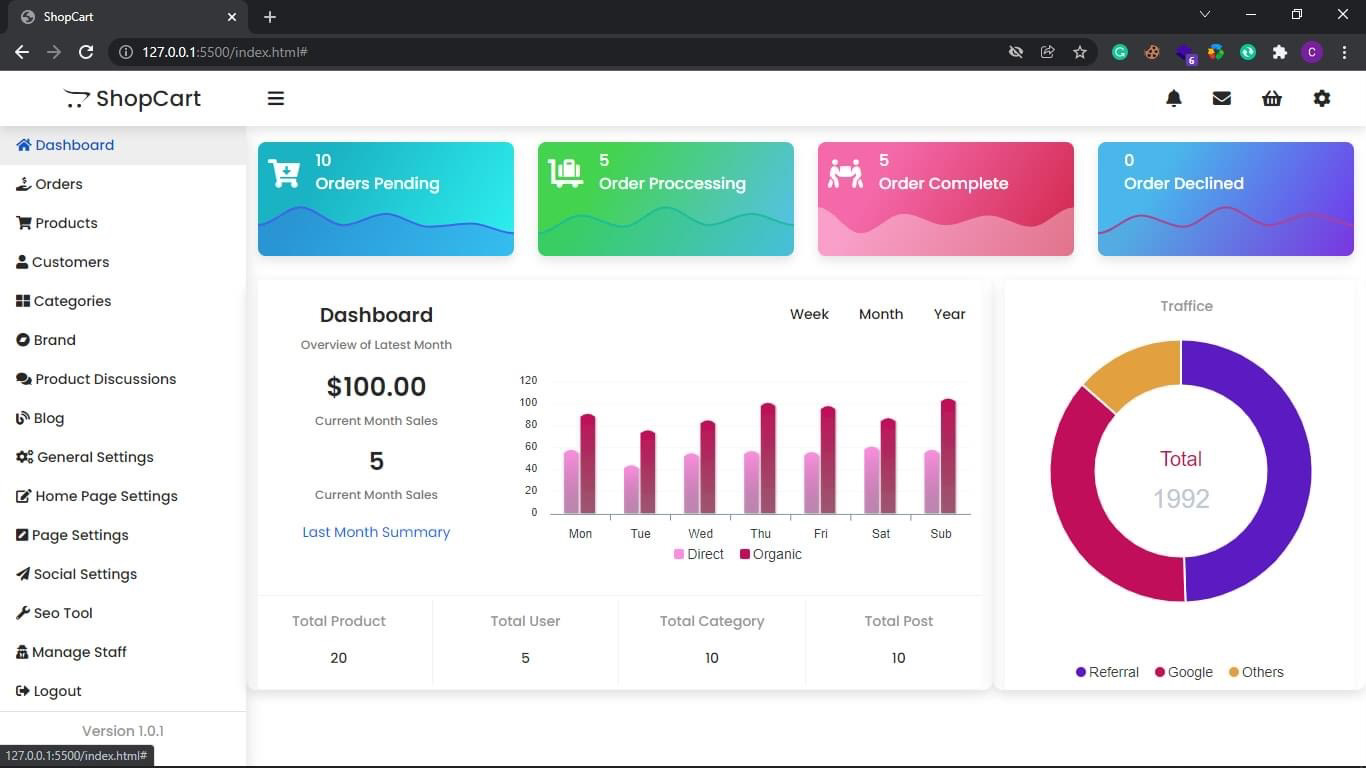 ShopCart
127.0.0.1:5500/index.html#
6
C
ShopCart
Dashboard
Orders
Products
Customers
Categories
Brand
Product Discussions
Blog
General Settings
Home Page Settings
Page Settings
Social Settings
Seo Tool
Manage Staff
Logout
Version 1.0.1
127.0.0.1:5500/index.html#
10
Orders Pending
5
Order Proccessing
5
Order Complete
0
Order Declined
Dashboard
Overview of Latest Month
$100.00
Current Month Sales
5
Current Month Sales
Last Month Summary
Week Month Year
120
100
80
60
40
20
0
Mon Tue Wed Thu Fri Sat Sub
Direct Organic
Total Product Total User Total Category Total Post
20 5 10 10
Traffice
Total
1992
Referral Google Others